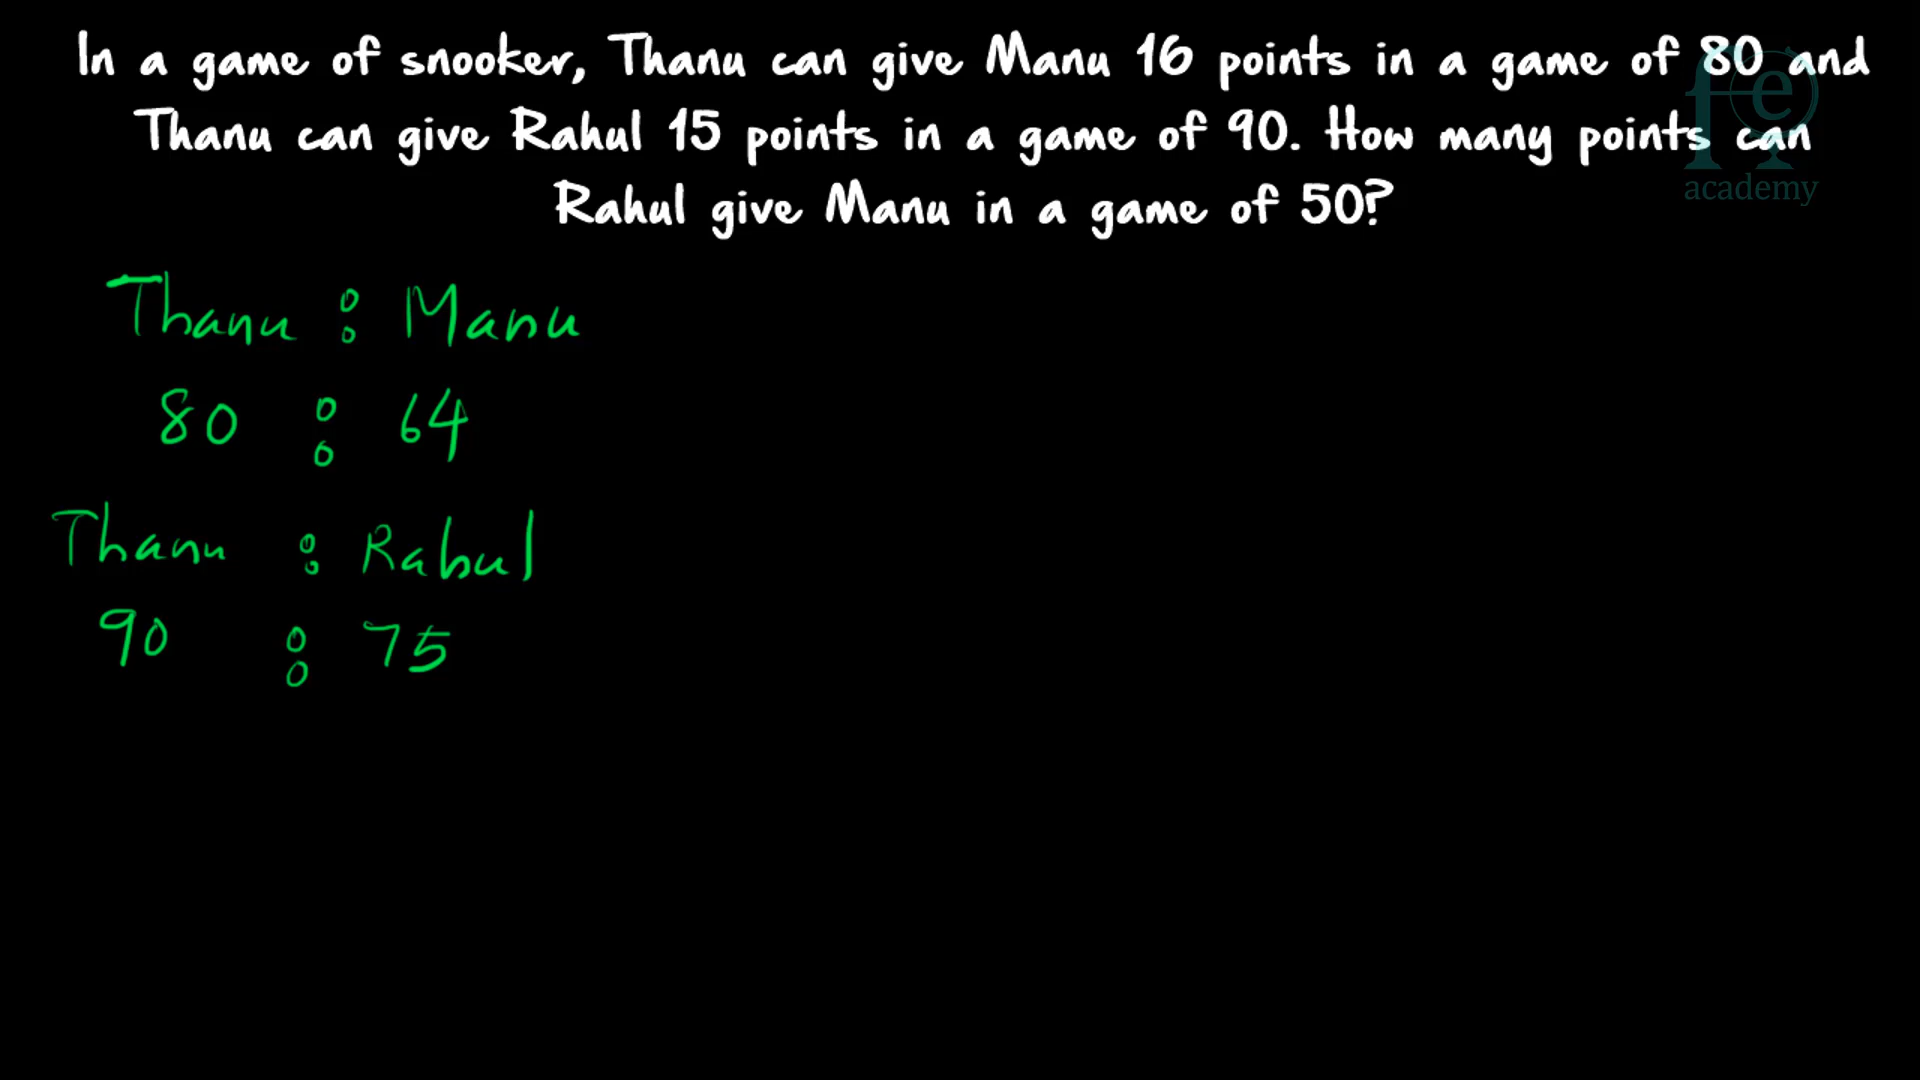 In a game of snooker, Thanu can give Manu 16 points in a game of 80 and
Thanu can give Rahul 15 points in a game of 90. How many points can
Rahul give Manu in a game of 50?
fe
academy
Thanu : Manu
80 : 64
Thanu : Rahul
90 : 75